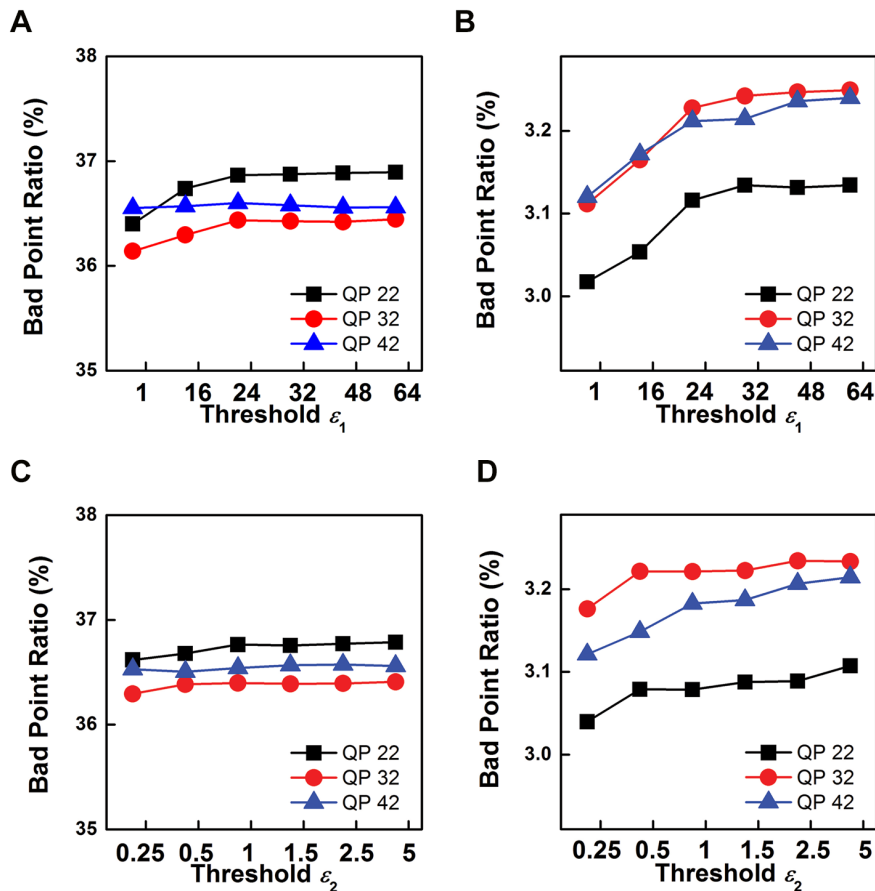 A
Bad Point Ratio (%)
38
37
36
35
QP 22
QP 32
QP 42
1 16 24 32 48 64
Threshold ε1
B
Bad Point Ratio (%)
3.2
3.1
3.0
QP 22
QP 32
QP 42
1 16 24 32 48 64
Threshold ε1
C
Bad Point Ratio (%)
38
37
36
35
QP 22
QP 32
QP 42
0.25 0.5 1 1.5 2.5 5
Threshold ε2
D
Bad Point Ratio (%)
3.2
3.1
3.0
QP 22
QP 32
QP 42
0.25 0.5 1 1.5 2.5 5
Threshold ε2